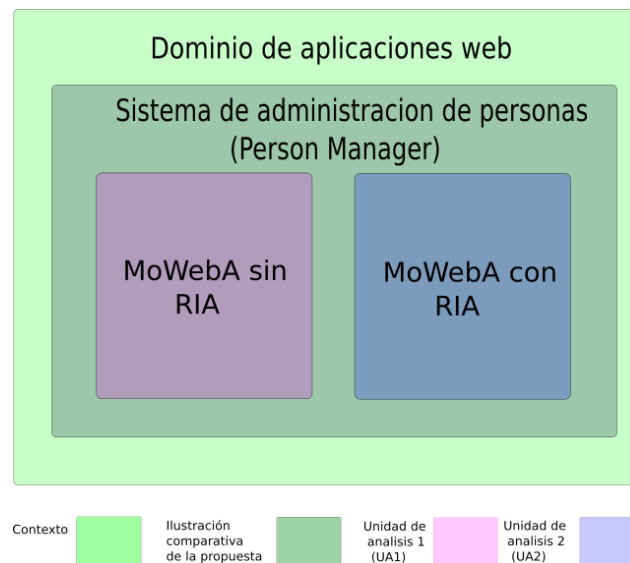 Dominio de aplicaciones web
Sistema de administracion de personas
(Person Manager)
MoWebA sin
RIA
MoWebA con
RIA
Contexto
Ilustración
comparativa
de la propuesta
Unidad de
analisis 1
(UA1)
Unidad de
analisis 2
(UA2)